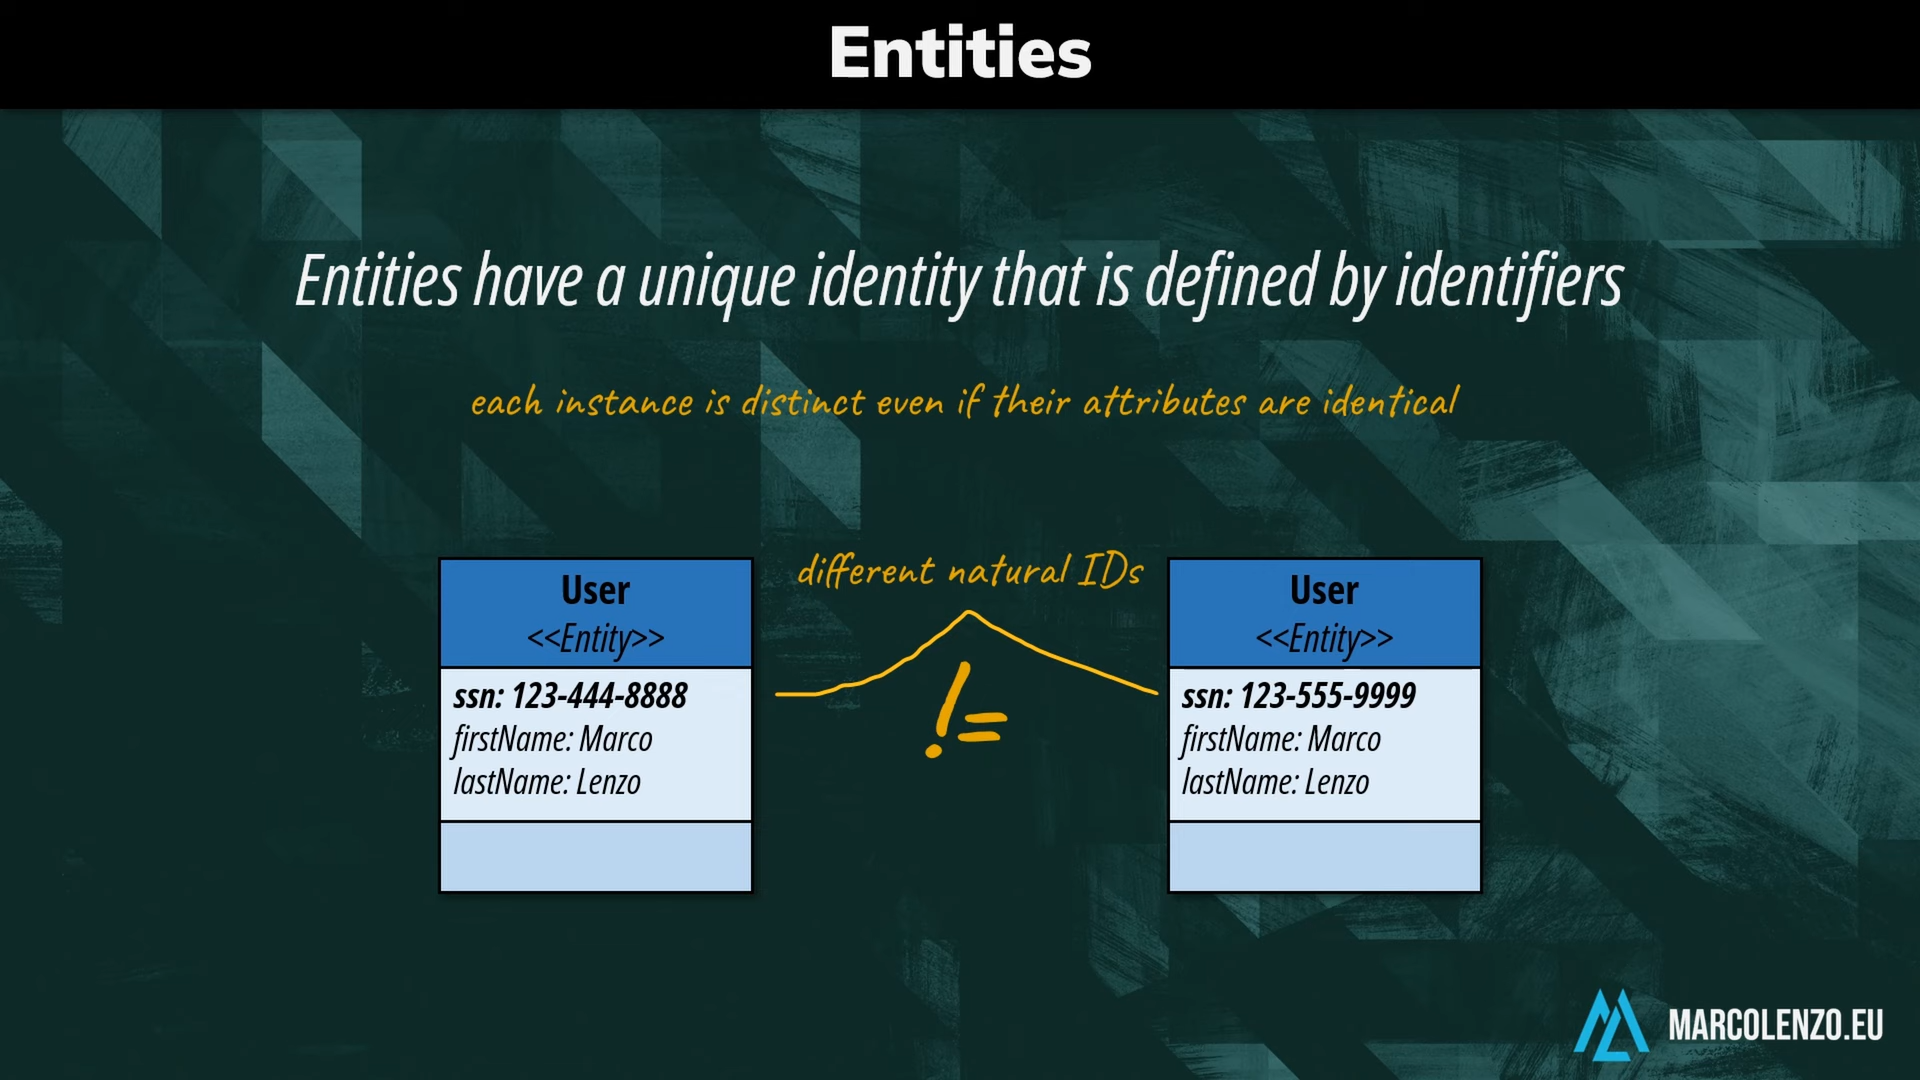 Entities
Entities have a unique identity that is defined by identifiers
each instance is distinct even if their attributes are identical
different natural IDs
User
<<Entity>>
ssn: 123-444-8888
firstName: Marco
lastName: Lenzo
!=
User
<<Entity>>
ssn: 123-555-9999
firstName: Marco
lastName: Lenzo
MARCOLENZO.EU